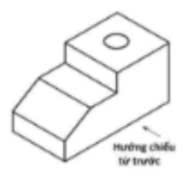 Hướng chiếu
từ trước